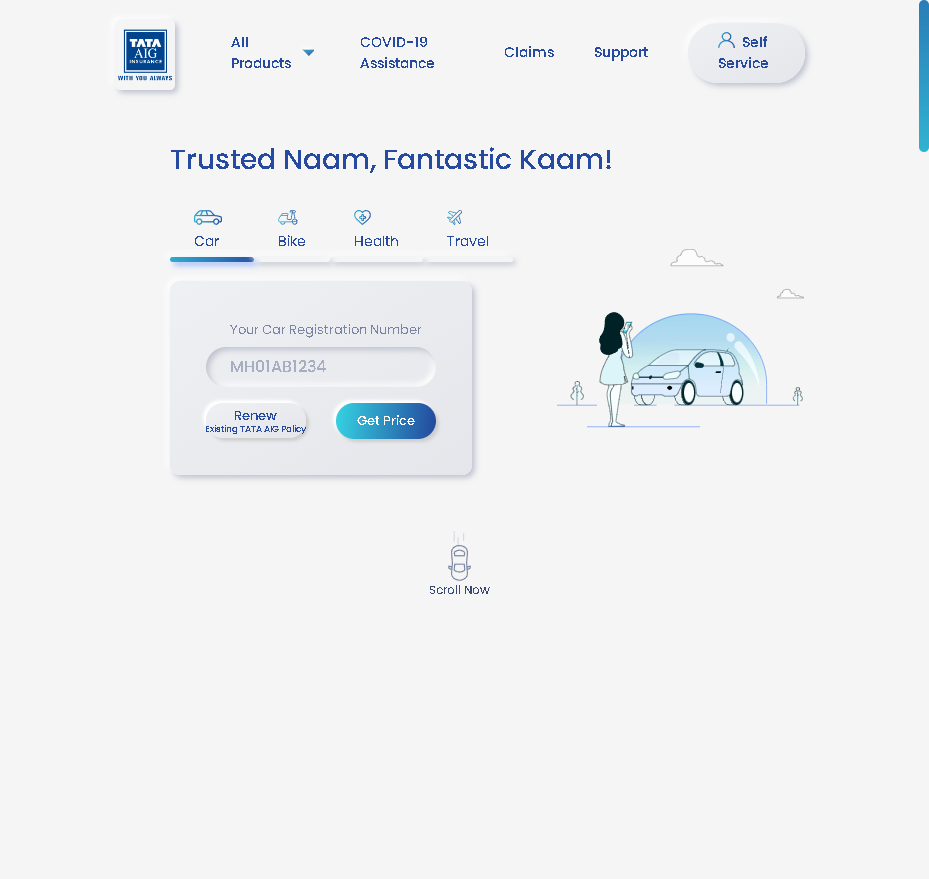 TATA
AIG
INSURANCE
WITH YOU ALWAYS
All
Products
COVID-19
Assistance
Claims
Support
Self
Service
Trusted Naam, Fantastic Kaam!
Car
Bike
Health
Travel
Your Car Registration Number
MH01AB1234
Renew
Existing TATA AIG Policy
Get Price
Scroll Now